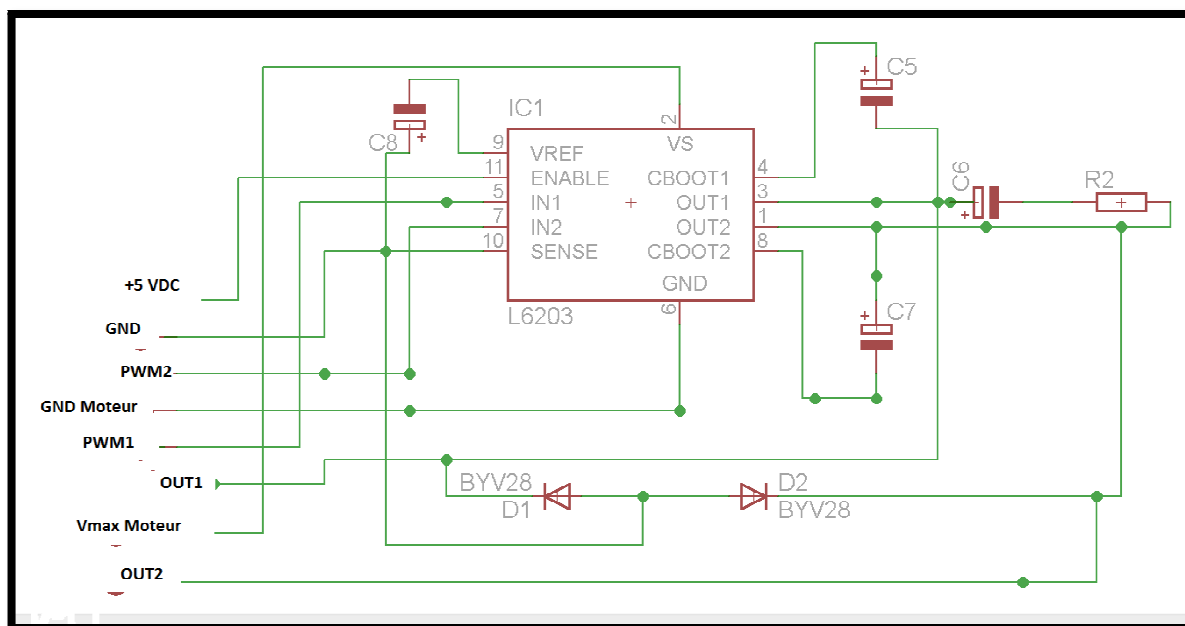 C5
C8
IC1
2
VS
9
VREF
11
ENABLE
5
IN1
7
IN2
10
SENSE
CBOOT1
4
OUT1
3
OUT2
1
CBOOT2
8
GND
6
L6203
C6
R2
C7
+5 VDC
GND
PWM2
GND Moteur
PWM1
OUT1
Vmax Moteur
OUT2
BYV28
D1
D2
BYV28